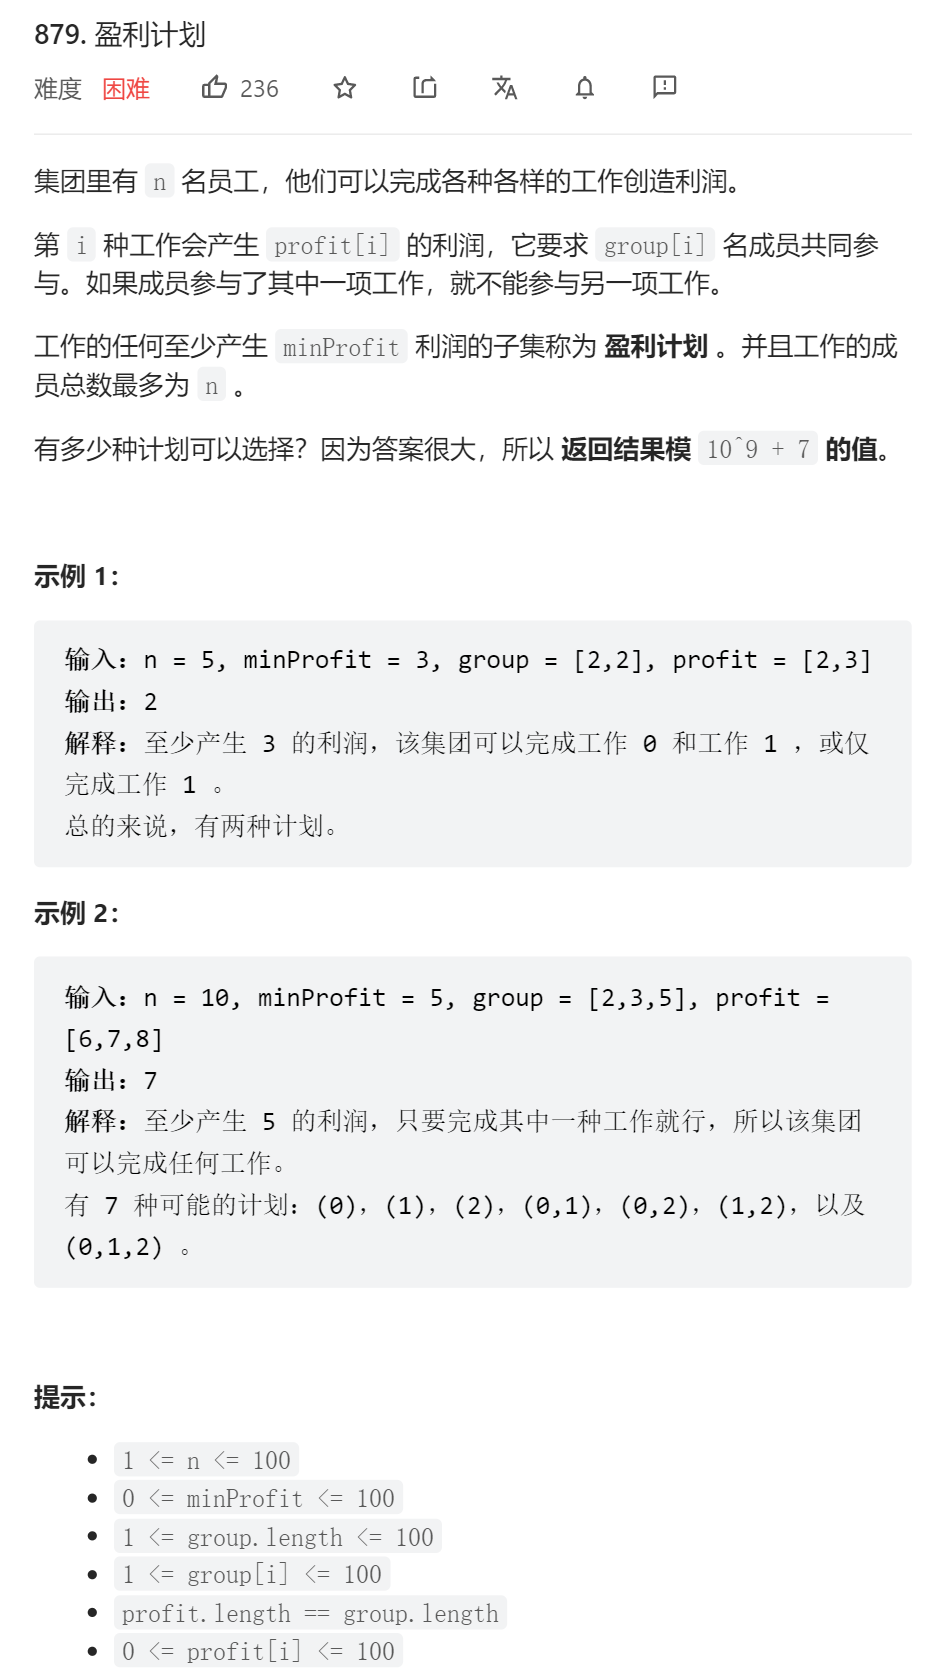 879. 盈利计划
难度 困难 236
集团里有 n 名员工，他们可以完成各种各样的工作创造利润。
第 i 种工作会产生 profit[i] 的利润，它要求 group[i] 名成员共同参
与。如果成员参与了其中一项工作，就不能参与另一项工作。
工作的任何至少产生 minProfit 利润的子集称为 盈利计划 。并且工作的成
员总数最多为 n 。
有多少种计划可以选择？因为答案很大，所以 返回结果模 10^9 + 7 的值。
示例 1：
输入：n = 5, minProfit = 3, group = [2,2], profit = [2,3]
输出：2
解释：至少产生 3 的利润，该集团可以完成工作 0 和工作 1 ，或仅
完成工作 1 。
总的来说，有两种计划。
示例 2：
输入：n = 10, minProfit = 5, group = [2,3,5], profit =
[6,7,8]
输出：7
解释：至少产生 5 的利润，只要完成其中一种工作就行，所以该集团
可以完成任何工作。
有 7 种可能的计划：(0)，(1)，(2)，(0,1)，(0,2)，(1,2)，以及
(0,1,2) 。
提示：
1 <= n <= 100
0 <= minProfit <= 100
1 <= group.length <= 100
1 <= group[i] <= 100
profit.length == group.length
0 <= profit[i] <= 100